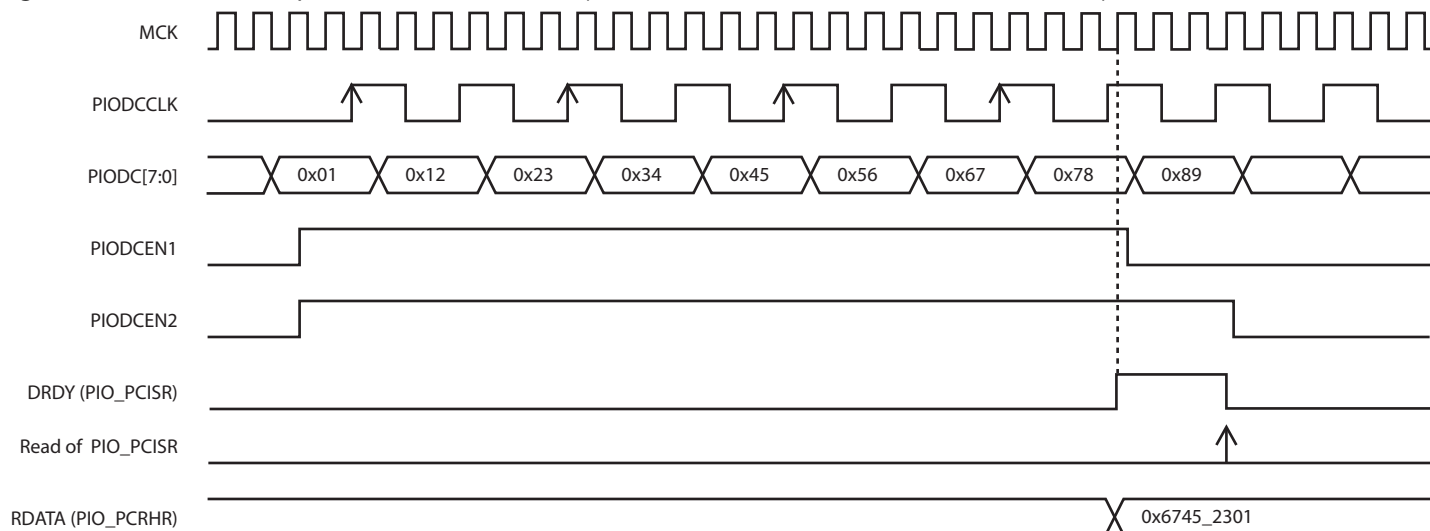 MCK
PIODCCLK
PIODC[7:0] 0x01 0x12 0x23 0x34 0x45 0x56 0x67 0x78 0x89
PIODCEN1
PIODCEN2
DRDY (PIO_PCISR)
Read of PIO_PCISR
RDATA (PIO_PCRHR) 0x6745_2301